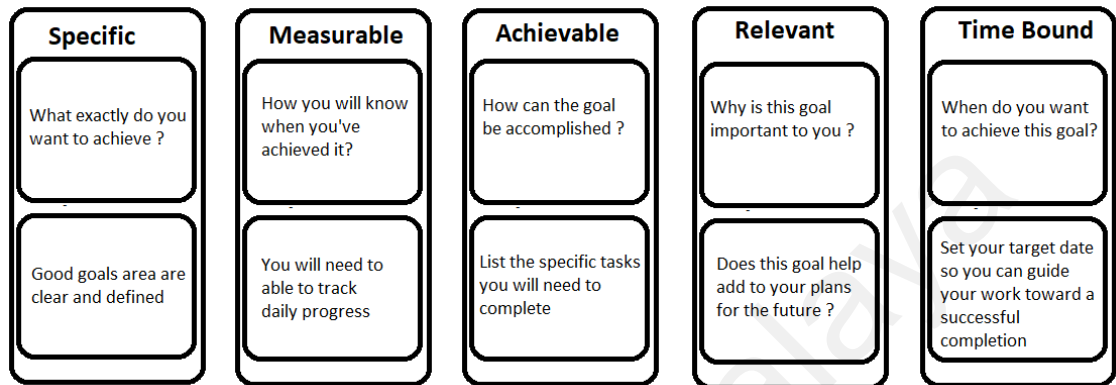 Specific
What exactly do you
want to achieve ?
Good goals area are
clear and defined
Measurable
How you will know
when you've
achieved it?
You will need to
able to track
daily progress
Achievable
How can the goal
be accomplished ?
List the specific tasks
you will need to
complete
Relevant
Why is this goal
important to you ?
Does this goal help
add to your plans
for the future ?
Time Bound
When do you want
to achieve this goal?
Set your target date
so you can guide
your work toward a
successful
completion
alaya